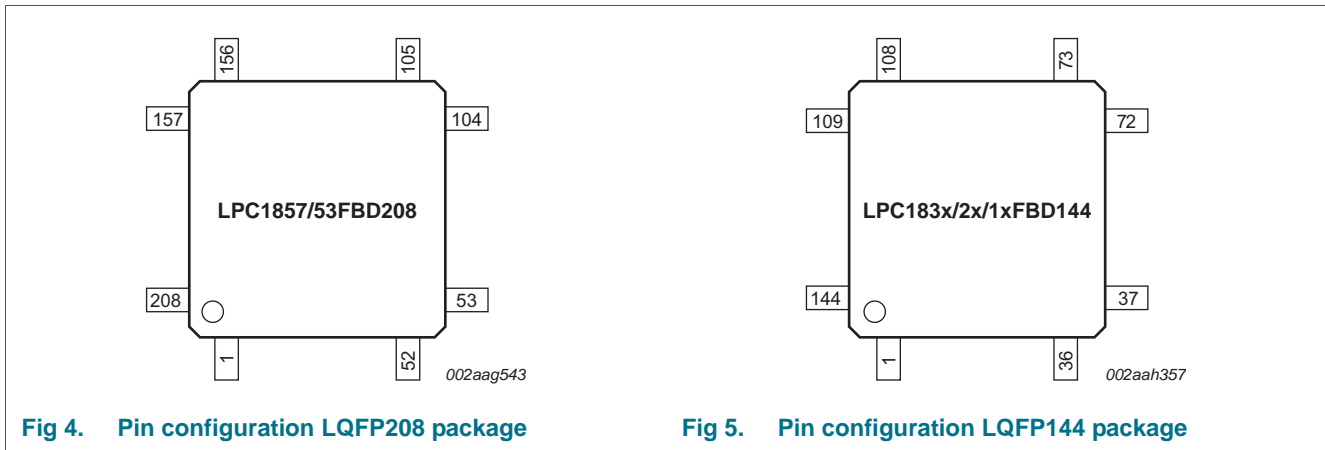 156
105
157
104
LPC1857/53FBD208
208
53
1
52
002aag543
Fig 4. Pin configuration LQFP208 package
108
73
109
72
LPC183x/2x/1xFBD144
144
37
1
36
002aah357
Fig 5. Pin configuration LQFP144 package